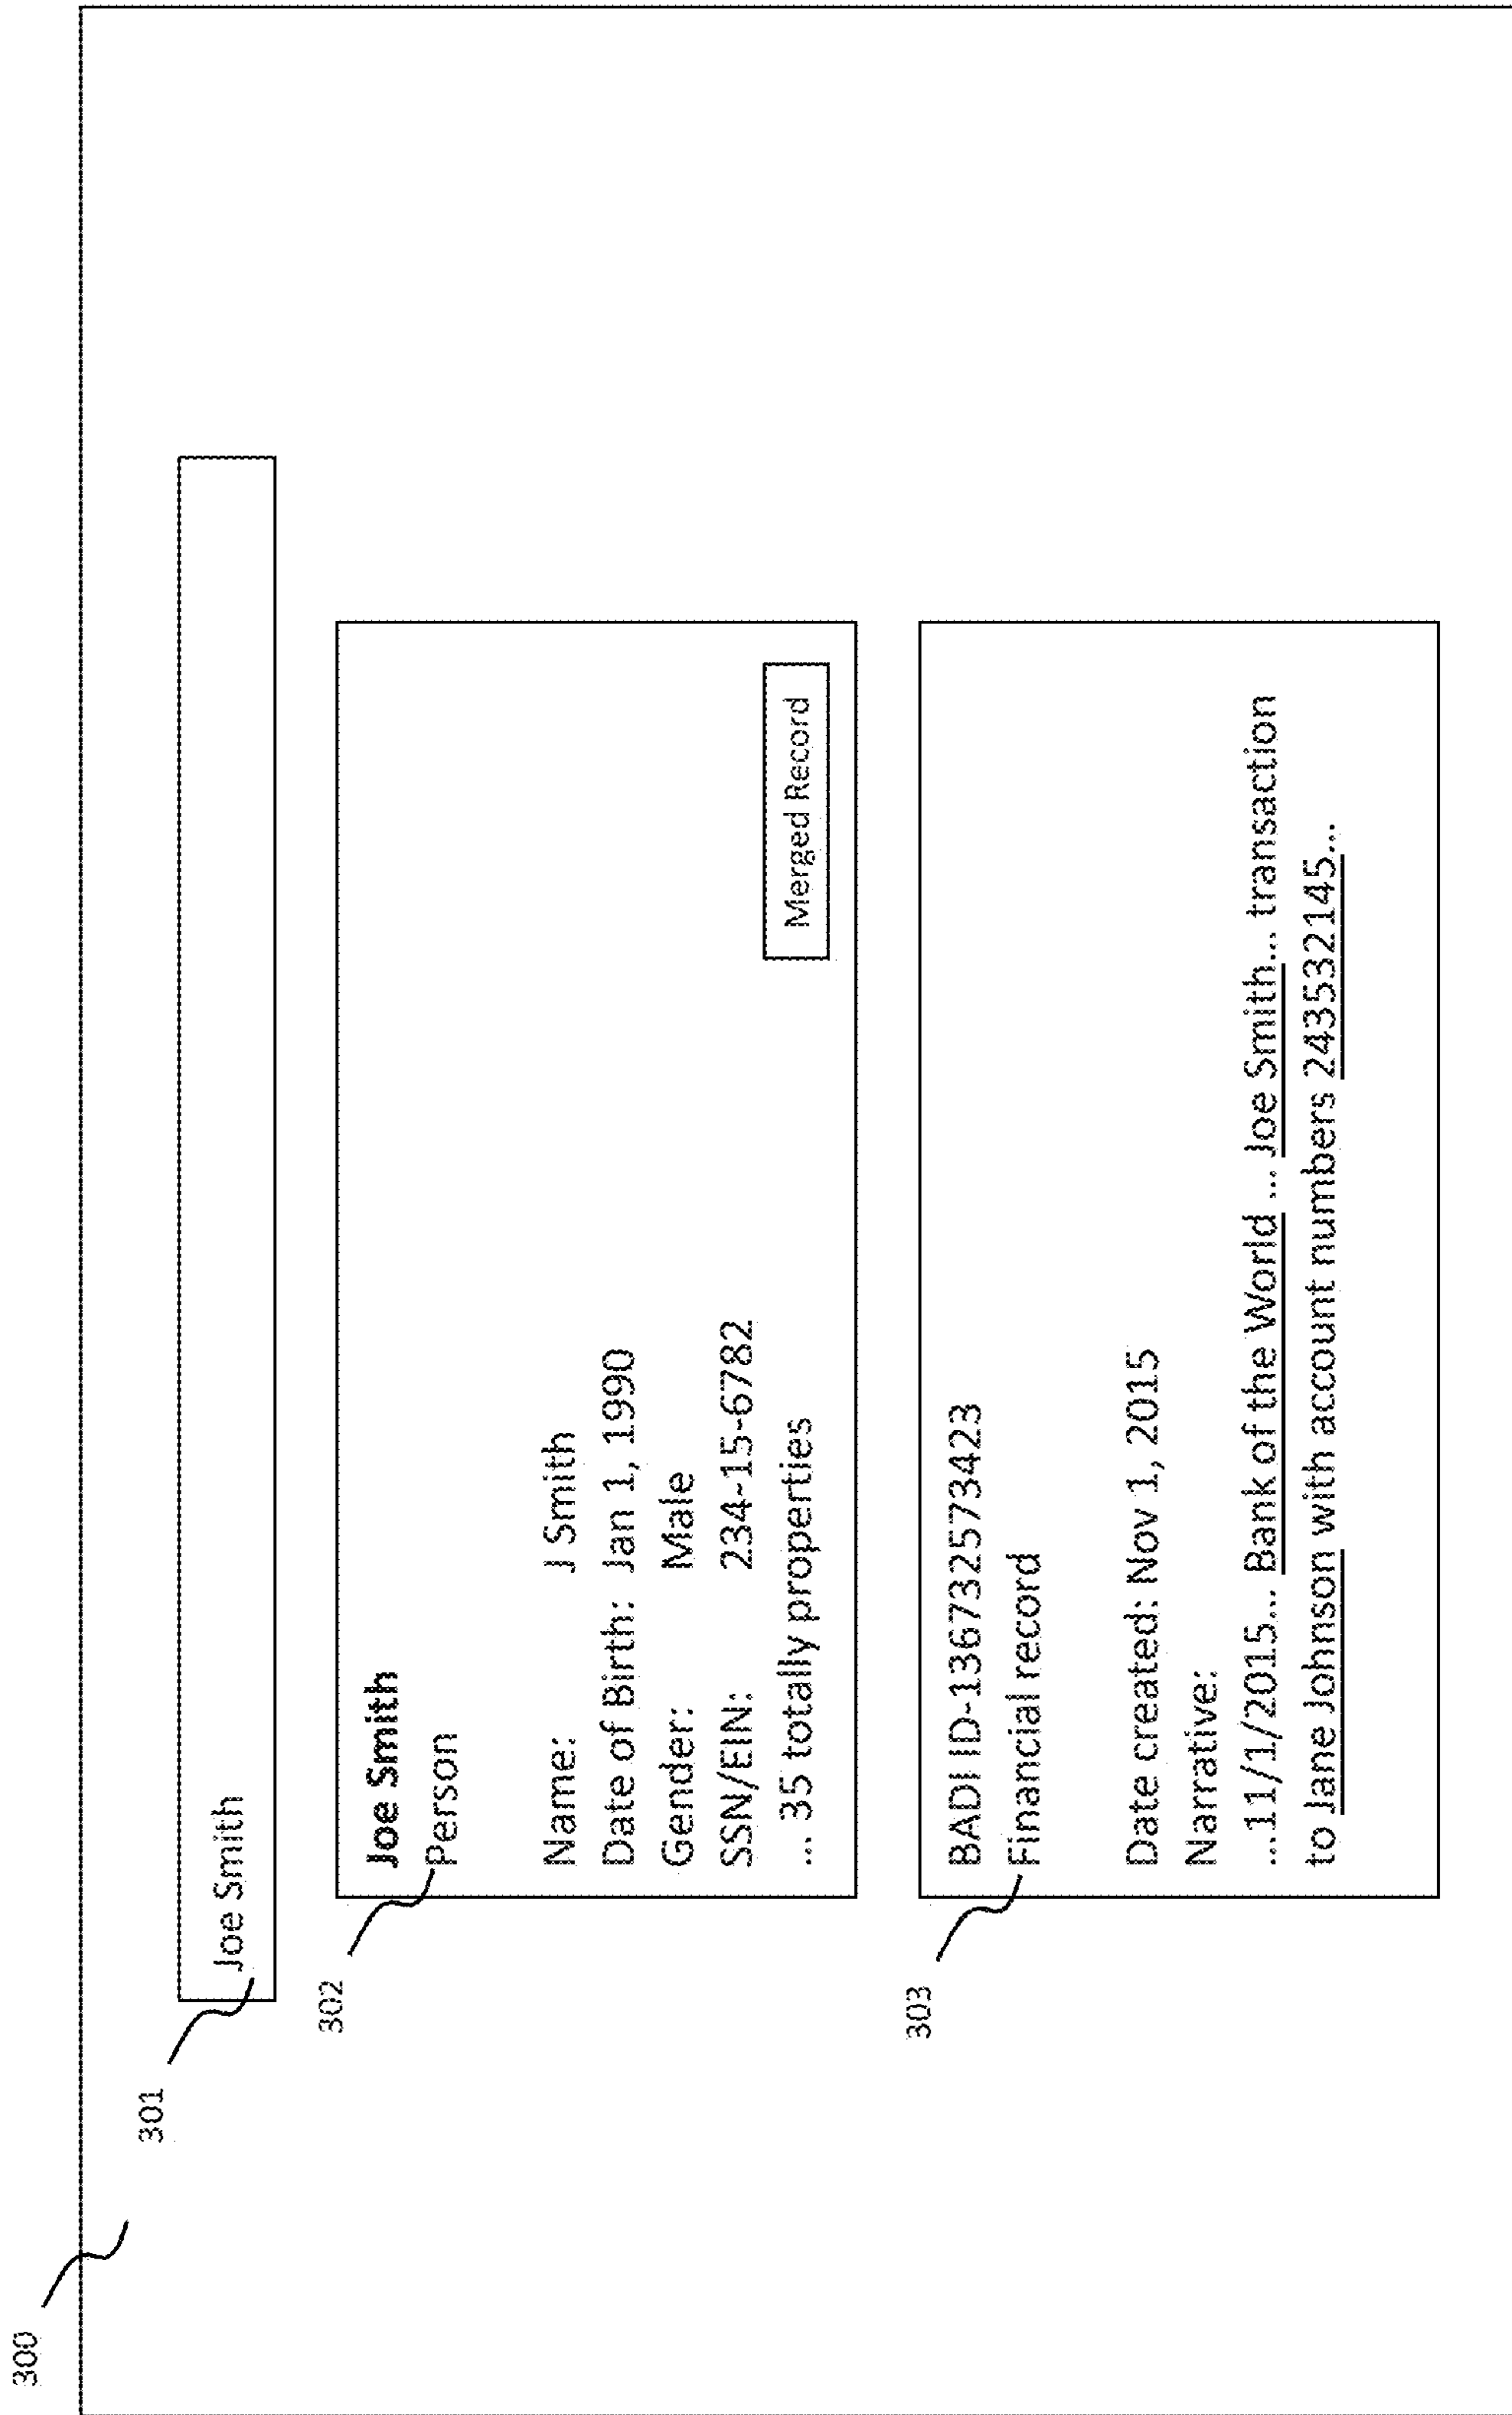 300
301
Joe Smith
302
Joe Smith
Person
Name: J Smith
Date of Birth: Jan 1, 1990
Gender: Male
SSN/EIN: 234-15-6782
... 35 totally properties
Merged Record
303
BADI ID-1367325573423
Financial record
Date created: Nov 1, 2015
Narrative:
...11/1/2015... Bank of the World ... Joe Smith... transaction
to Jane Johnson with account numbers 243532145...